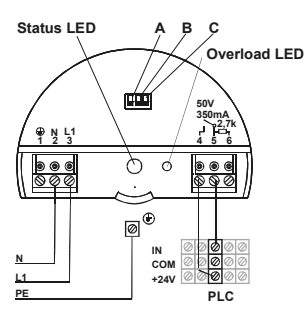 Status LED
A B C
Overload LED
50V
350mA
2,7k
N L1
1 2 3
4 5 6
N
L1
PE
IN
COM
+24V
PLC